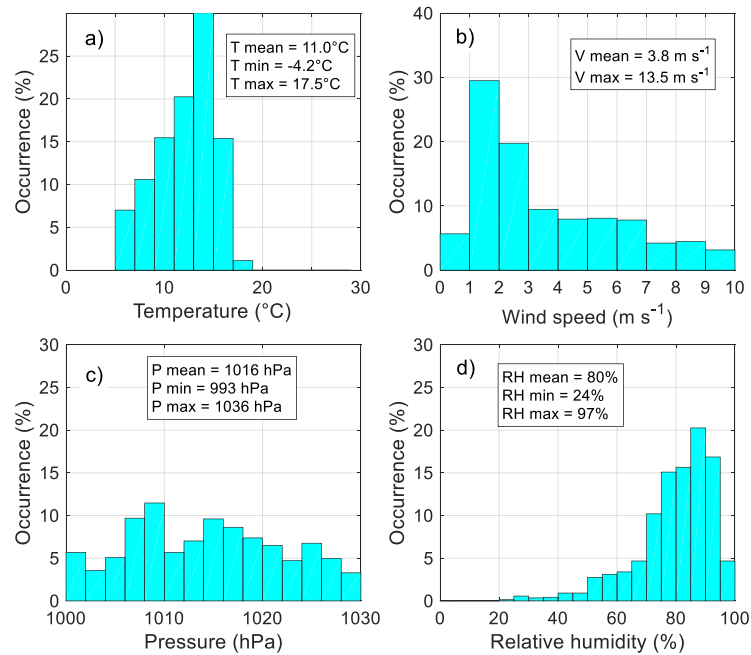 a)
T mean = 11.0°C
T min = -4.2°C
T max = 17.5°C
Occurrence (%)
0
5
10
15
20
25
0
10
20
30
Temperature (°C)
b)
V mean = 3.8 m s-1
V max = 13.5 m s-1
Occurrence (%)
40
30
20
10
0
0
1
2
3
4
5
6
7
8
9
10
Wind speed (m s-1)
c)
P mean = 1016 hPa
P min = 993 hPa
P max = 1036 hPa
Occurrence (%)
30
25
20
15
10
5
0
1000
1010
1020
1030
Pressure (hPa)
d)
RH mean = 80%
RH min = 24%
RH max = 97%
Occurrence (%)
30
25
20
15
10
5
0
0
20
40
60
80
100
Relative humidity (%)